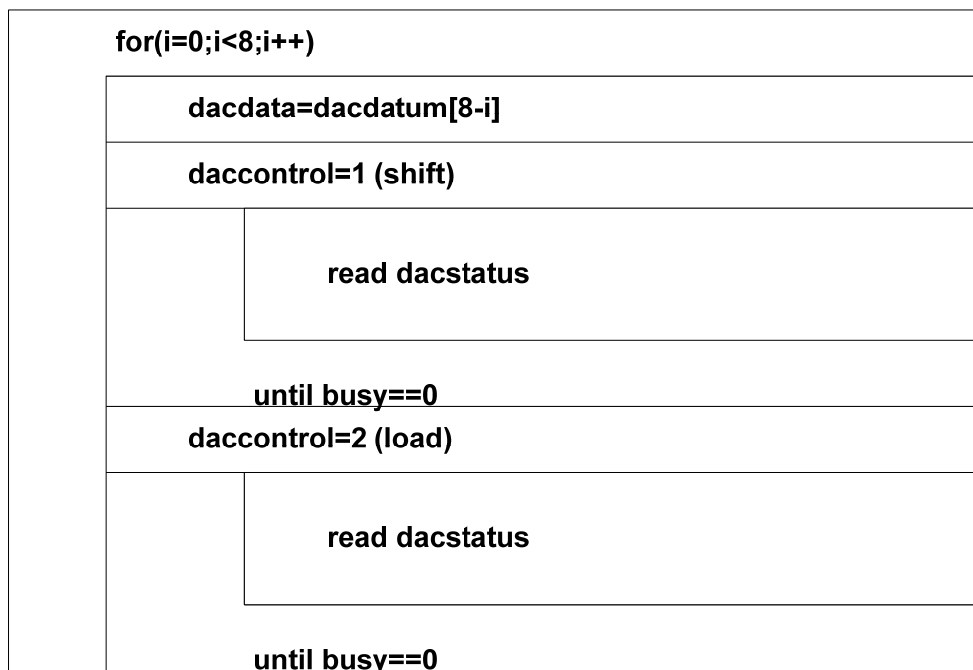 for(i=0;i<8;i++)
dacdata=dacdatum[8-i]
daccontrol=1 (shift)
read dacstatus
until busy==0
daccontrol=2 (load)
read dacstatus
until busy==0